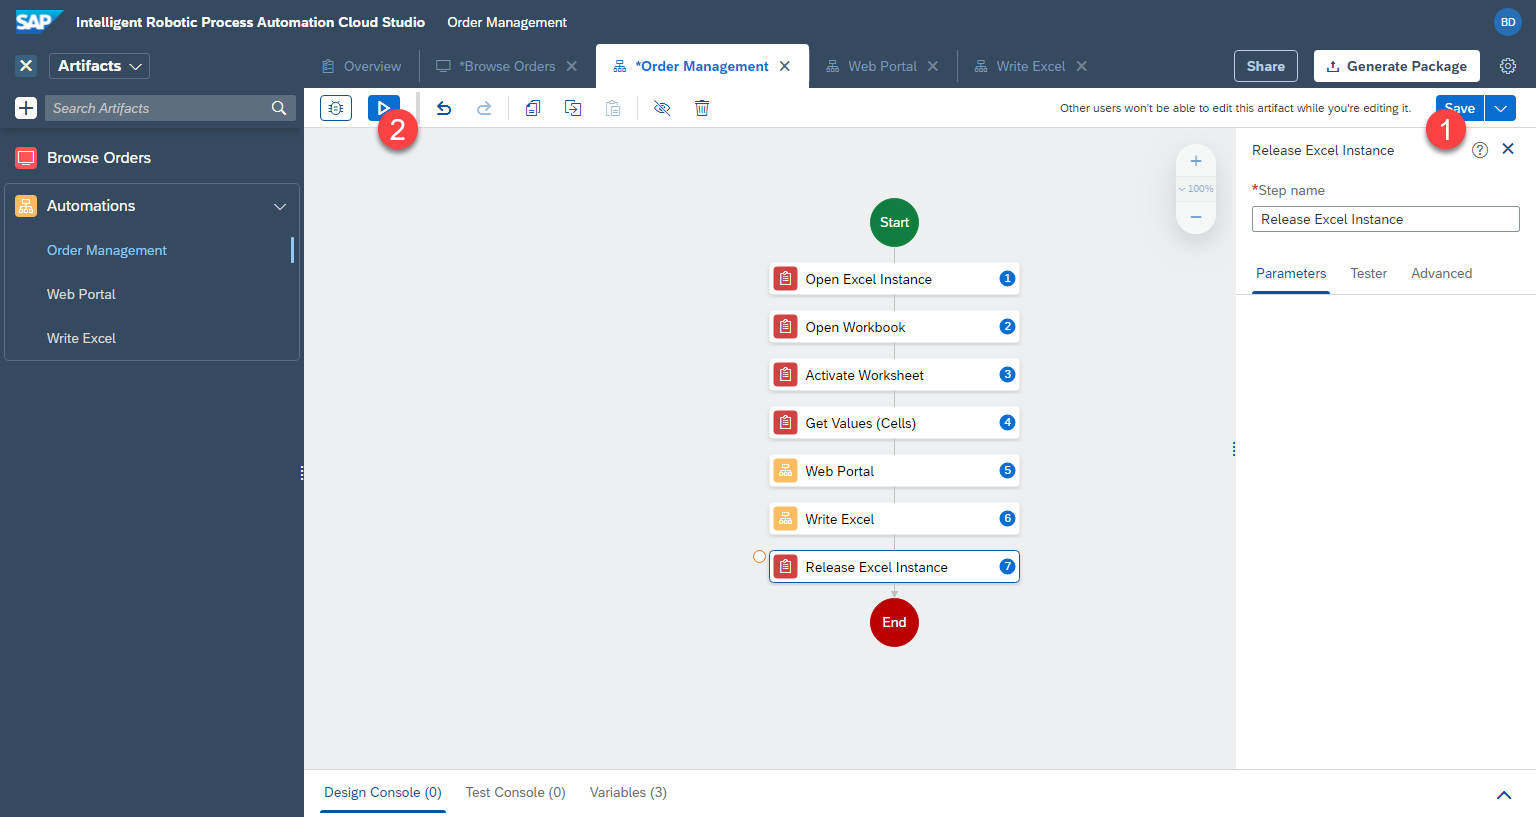 SAP Intelligent Robotic Process Automation Cloud Studio Order Management BD
Artifacts Overview *Browse Orders *Order Management Web Portal Write Excel Share Generate Package
Search Artifacts Other users won't be able to edit this artifact while you're editing it. Save
2
1
Browse Orders
Automations
Order Management
Web Portal
Write Excel
100%
Start
Open Excel Instance 1
Open Workbook 2
Activate Worksheet 3
Get Values (Cells) 4
Web Portal 5
Write Excel 6
Release Excel Instance 7
End
Release Excel Instance ?
*Step name
Release Excel Instance
Parameters Tester Advanced
Design Console (0) Test Console (0) Variables (3)